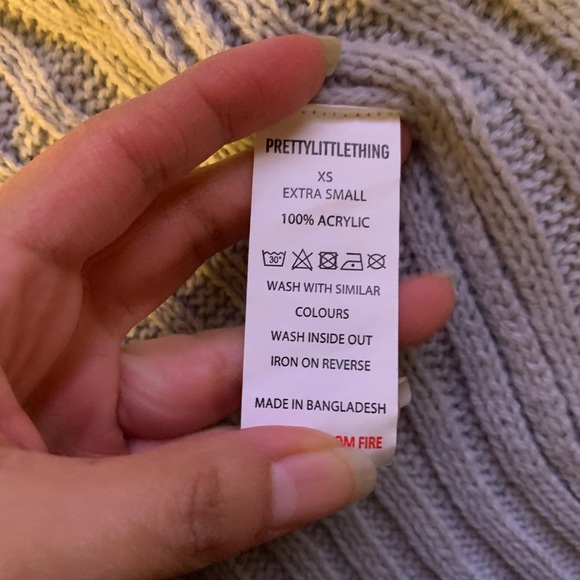 PRETTYLITTLETHING
XS
EXTRA SMALL
100% ACRYLIC
30°
WASH WITH SIMILAR
COLOURS
WASH INSIDE OUT
IRON ON REVERSE
MADE IN BANGLADESH
FIRE